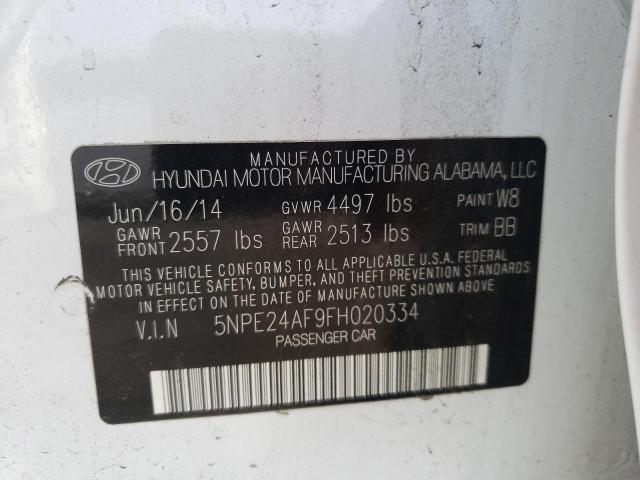 MANUFACTURED BY
HYUNDAI MOTOR MANUFACTURING ALABAMA, LLC
Jun/16/14 GVWR 4497 lbs PAINT W8
GAWR FRONT 2557 lbs GAWR REAR 2513 lbs TRIM BB
THIS VEHICLE CONFORMS TO ALL APPLICABLE U.S.A. FEDERAL
MOTOR VEHICLE SAFETY, BUMPER, AND THEFT PREVENTION STANDARDS
IN EFFECT ON THE DATE OF MANUFACTURE SHOWN ABOVE.
V.I.N 5NPE24AF9FH020334
PASSENGER CAR